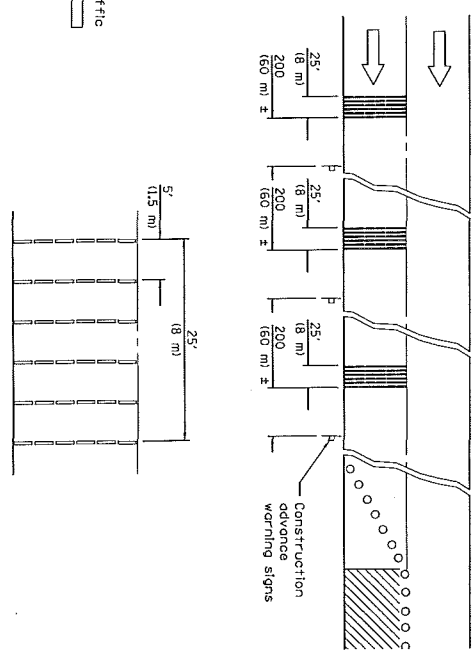 25'
(8 m)
200
(60 m) ±
25'
(8 m)
200
(60 m) ±
25'
(8 m)
200
(60 m) ±
Construction
advance
warning signs
5'
(1.5 m)
25'
(8 m)
ffic